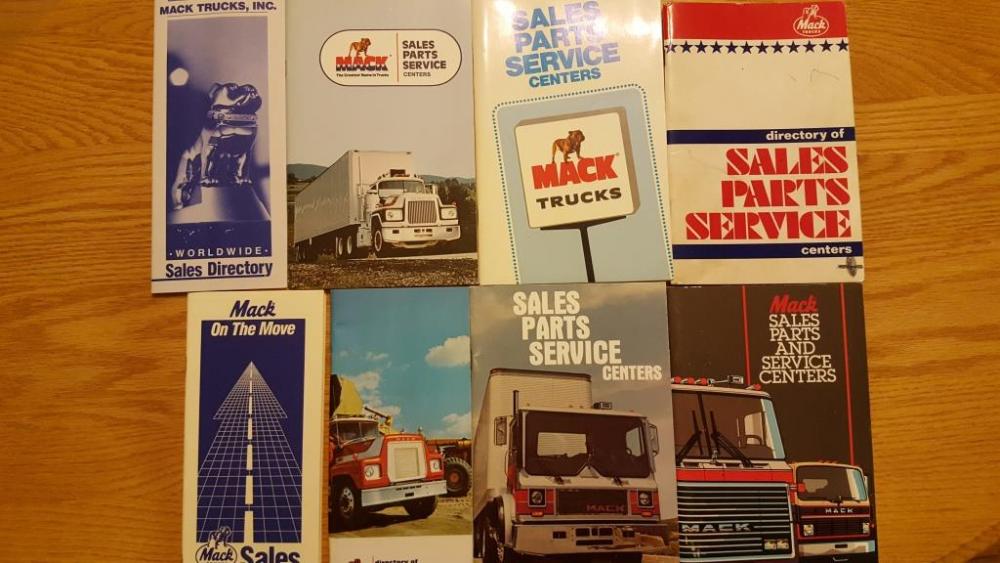 MACK TRUCKS, INC.
WORLDWIDE
Sales Directory
MACK
The Greatest Name in Trucks
SALES
PARTS
SERVICE
CENTERS
SALES
PARTS
SERVICE
CENTERS
MACK
TRUCKS
Mack
TRUCKS
directory of
SALES
PARTS
SERVICE
centers
Mack
On The Move
Mack
Sales
MACK
directory of
SALES
PARTS
SERVICE
CENTERS
MACK
Mack
SALES
PARTS
AND
SERVICE
CENTERS
MACK
MACK